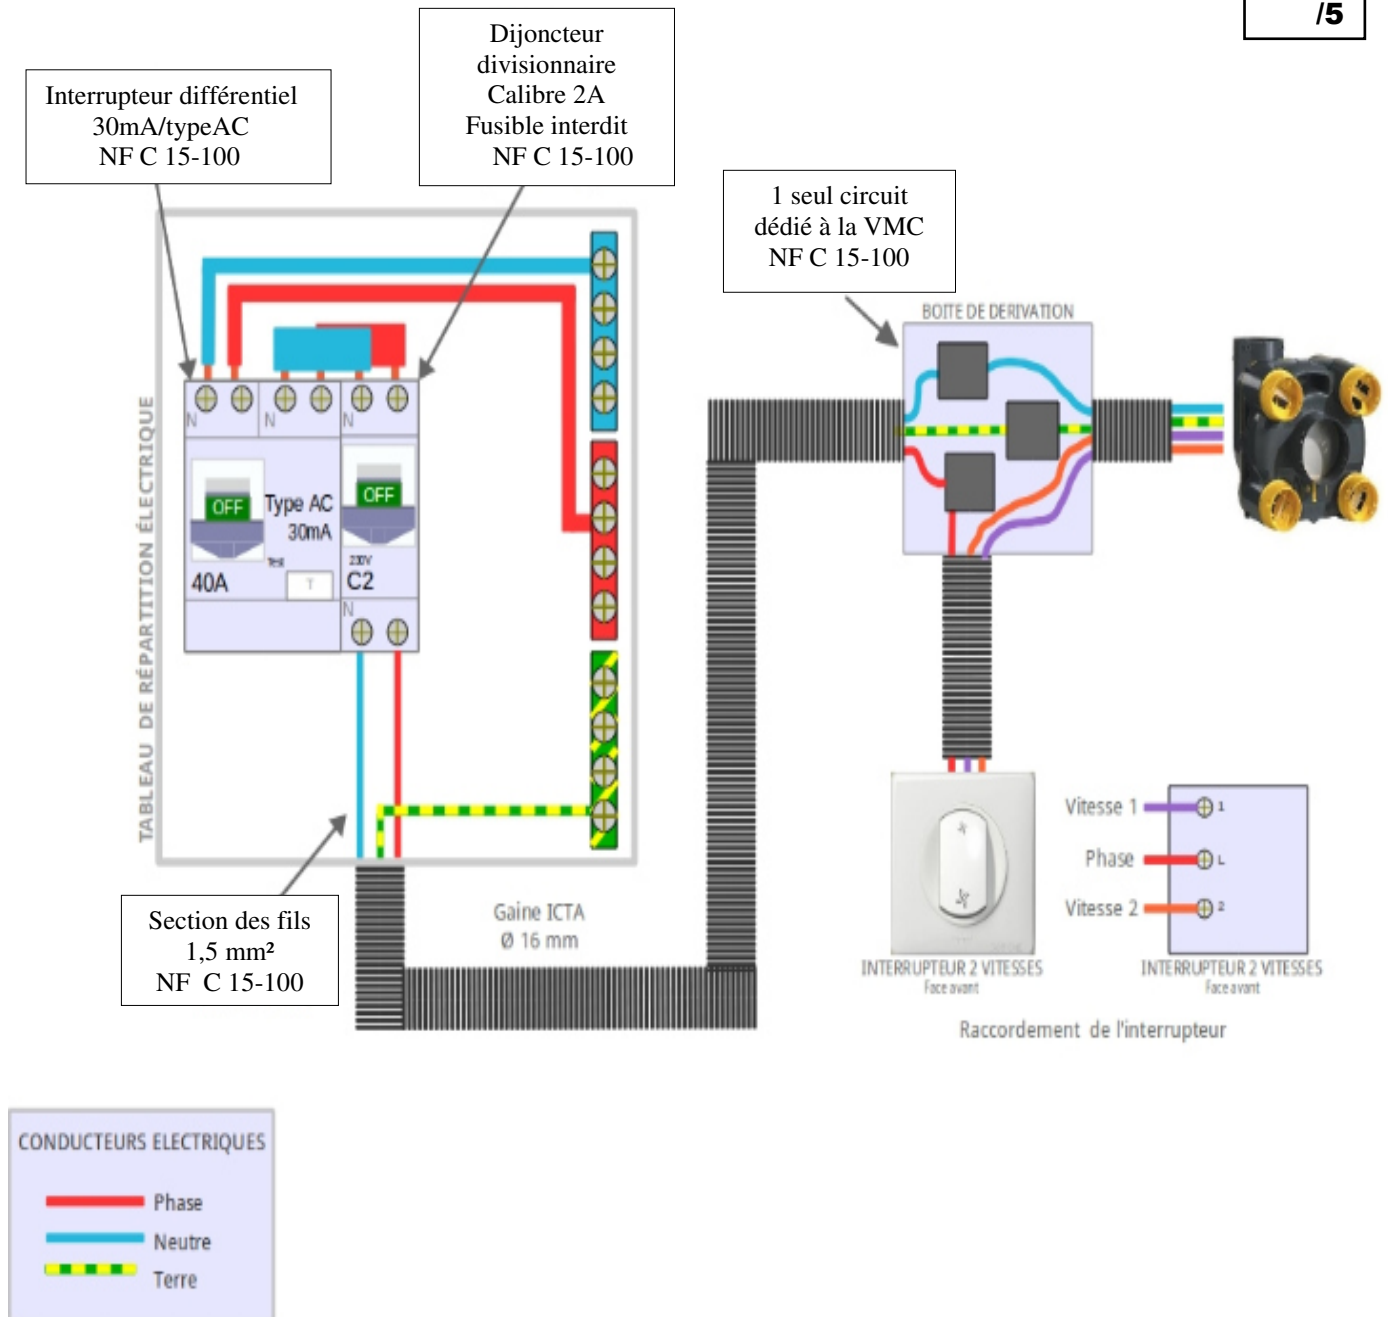 /5
Dijoncteur
divisionnaire
Calibre 2A
Fusible interdit
NF C 15-100
Interrupteur différentiel
30mA/typeAC
NF C 15-100
1 seul circuit
dédié à la VMC
NF C 15-100
BOITE DE DERIVATION
TABLEAU DE RÉPARTITION ÉLECTRIQUE
N
N
N
OFF
Type AC
30mA
Test
40A
T
OFF
230V
C2
N
Section des fils
1,5 mm²
NF C 15-100
Gaine ICTA
Ø 16 mm
Vitesse 1
1
Phase
L
Vitesse 2
2
INTERRUPTEUR 2 VITESSES
Face avant
INTERRUPTEUR 2 VITESSES
Face avant
Raccordement de l'interrupteur
CONDUCTEURS ELECTRIQUES
Phase
Neutre
Terre